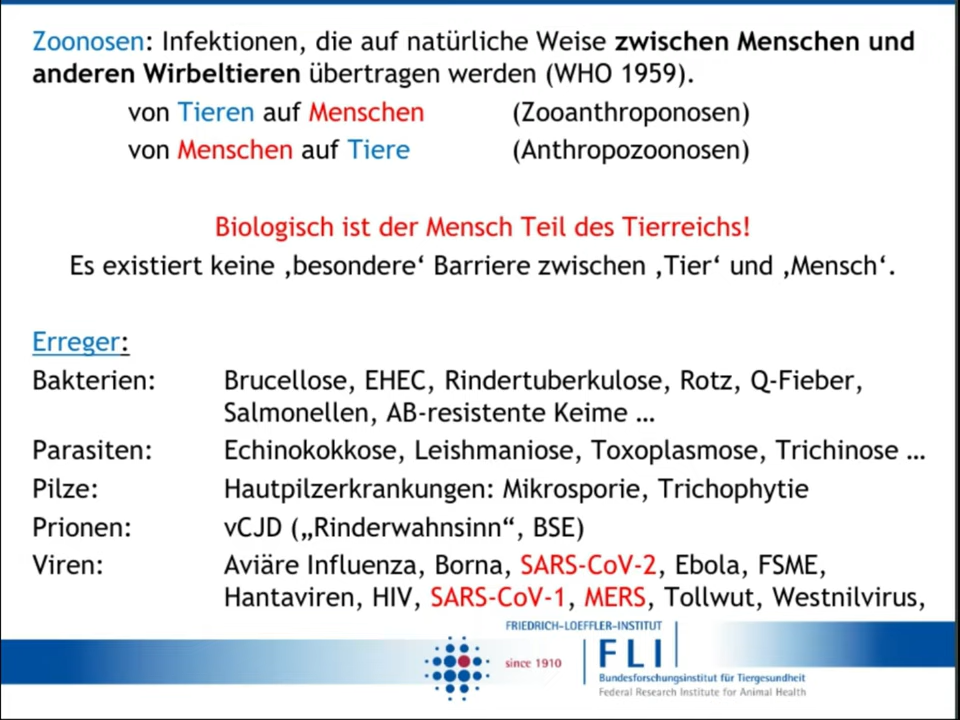 Zoonosen: Infektionen, die auf natürliche Weise zwischen Menschen und
anderen Wirbeltieren übertragen werden (WHO 1959).
von Tieren auf Menschen (Zooanthroponosen)
von Menschen auf Tiere (Anthropozoonosen)
Biologisch ist der Mensch Teil des Tierreichs!
Es existiert keine ‚besondere‘ Barriere zwischen ‚Tier‘ und ‚Mensch‘.
Erreger:
Bakterien: Brucellose, EHEC, Rindertuberkulose, Rotz, Q-Fieber,
Salmonellen, AB-resistente Keime …
Parasiten: Echinokokkose, Leishmaniose, Toxoplasmose, Trichinose …
Pilze: Hautpilzerkrankungen: Mikrosporie, Trichophytie
Prionen: vCJD („Rinderwahnsinn“, BSE)
Viren: Aviäre Influenza, Borna, SARS-CoV-2, Ebola, FSME,
Hantaviren, HIV, SARS-CoV-1, MERS, Tollwut, Westnilvirus,
FRIEDRICH-LOEFFLER-INSTITUT
since 1910
FLI
Bundesforschungsinstitut für Tiergesundheit
Federal Research Institute for Animal Health